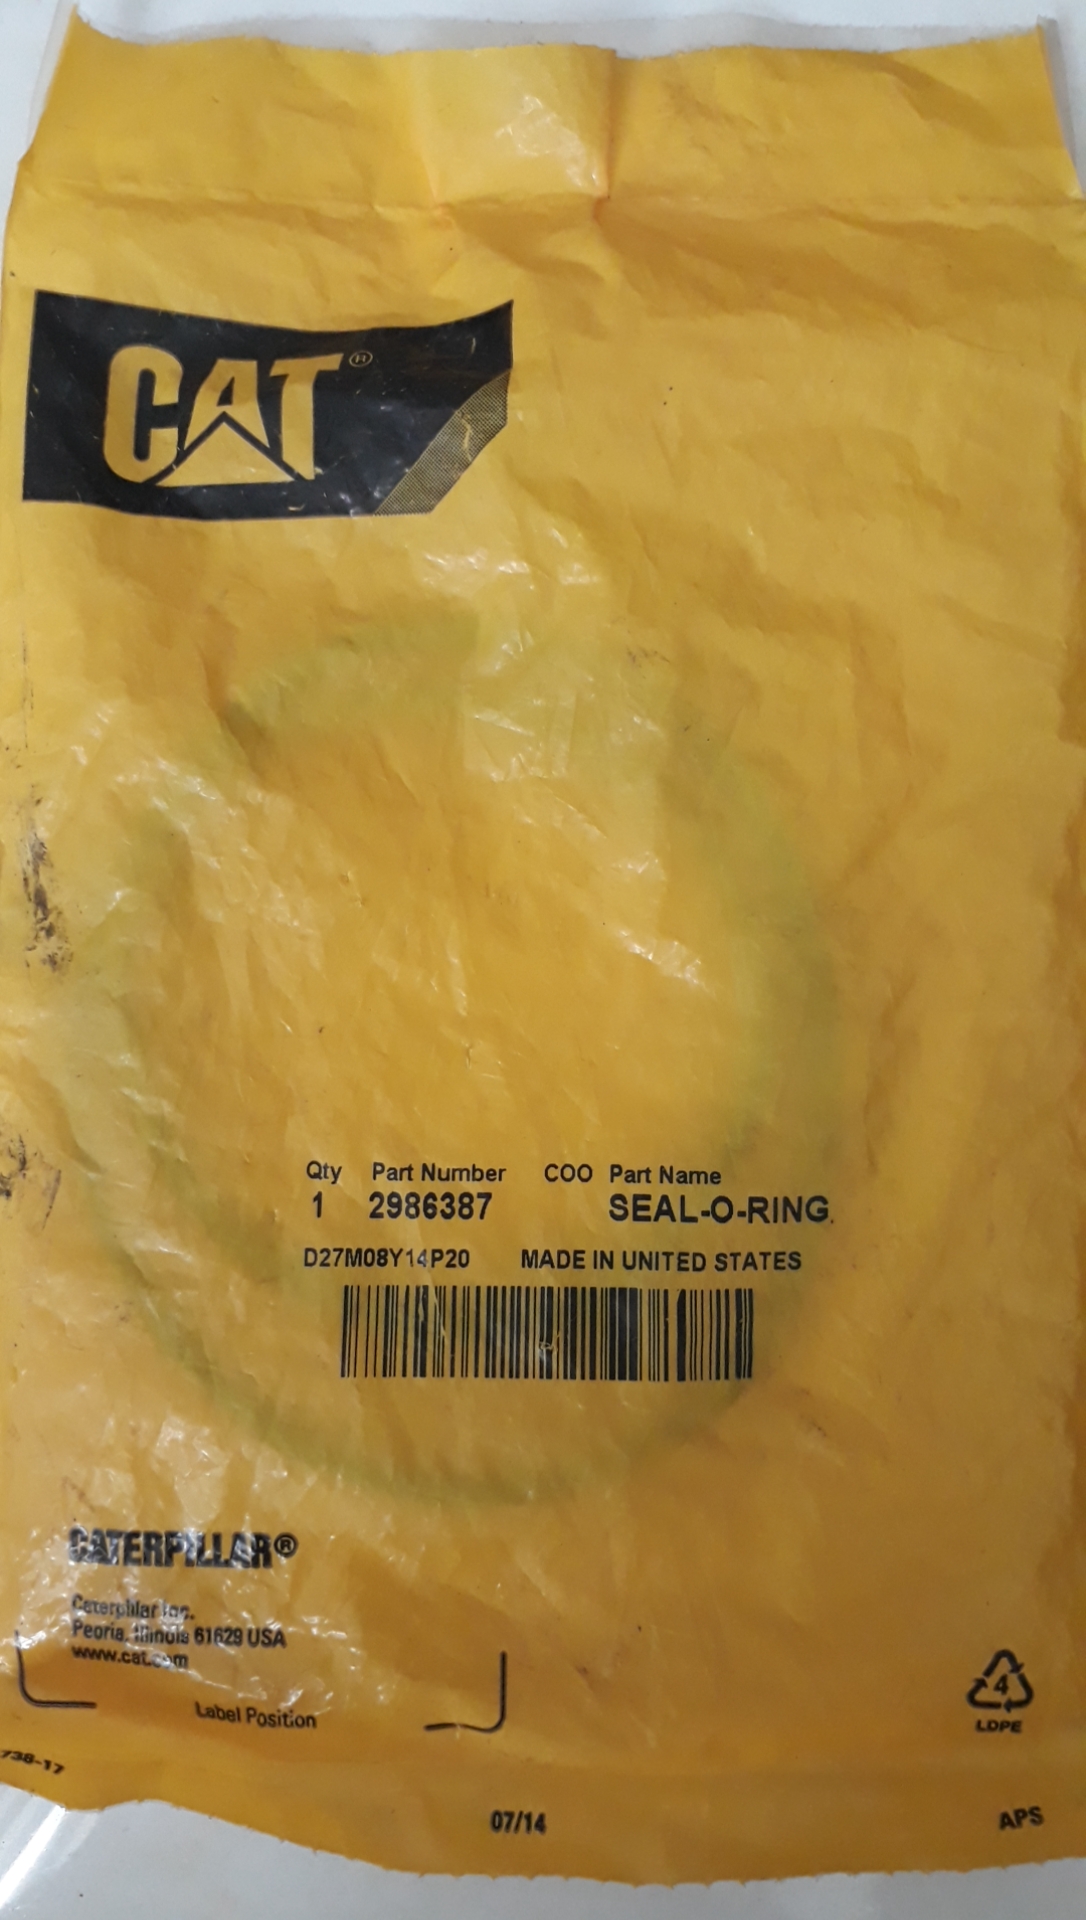 CAT®
Qty Part Number COO Part Name
1 2986387 SEAL-O-RING
D27M08Y14P20 MADE IN UNITED STATES
CATERPILLAR®
Caterpillar Inc.
Peoria, Illinois 61629 USA
www.cat.com
Label Position
4
LDPE
738-17
07/14
APS